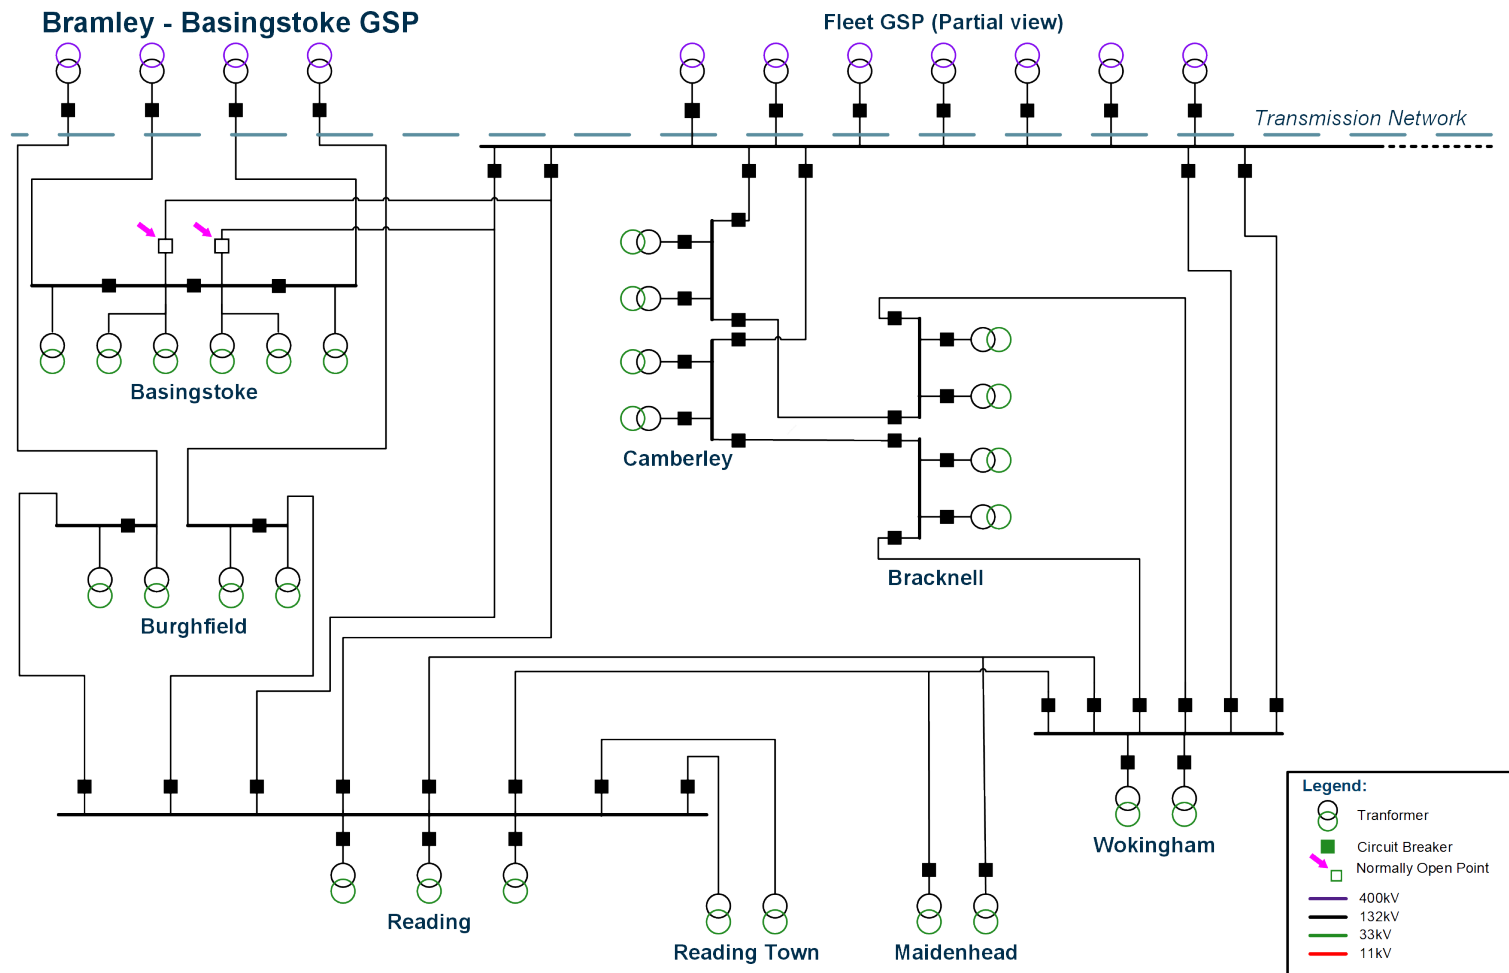 Bramley - Basingstoke GSP
Fleet GSP (Partial view)
Transmission Network
Basingstoke
Camberley
Bracknell
Burghfield
Wokingham
Reading
Reading Town
Maidenhead
Legend:
Tranformer
Circuit Breaker
Normally Open Point
400kV
132kV
33kV
11kV